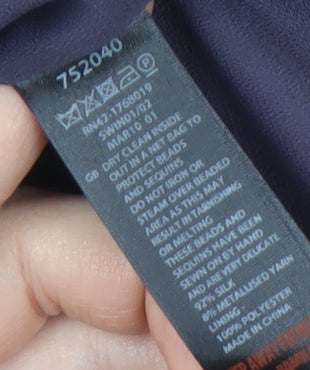 752040
RN42-1768019
SWIN01/02
MA810 01
GB DRY CLEAN INSIDE
OUT IN A NET BAG TO
PROTECT BEADS
AND SEQUINS
DO NOT IRON OR
STEAM OVER BEADED
AREA AS THIS MAY
RESULT IN TARNISHING
OR MELTING
THESE BEADS AND
SEQUINS HAVE BEEN
SEWN ON BY HAND
AND ARE VERY DELICATE
92% SILK
8% METALLISED YARN
LINING
100% POLYESTER
MADE IN CHINA